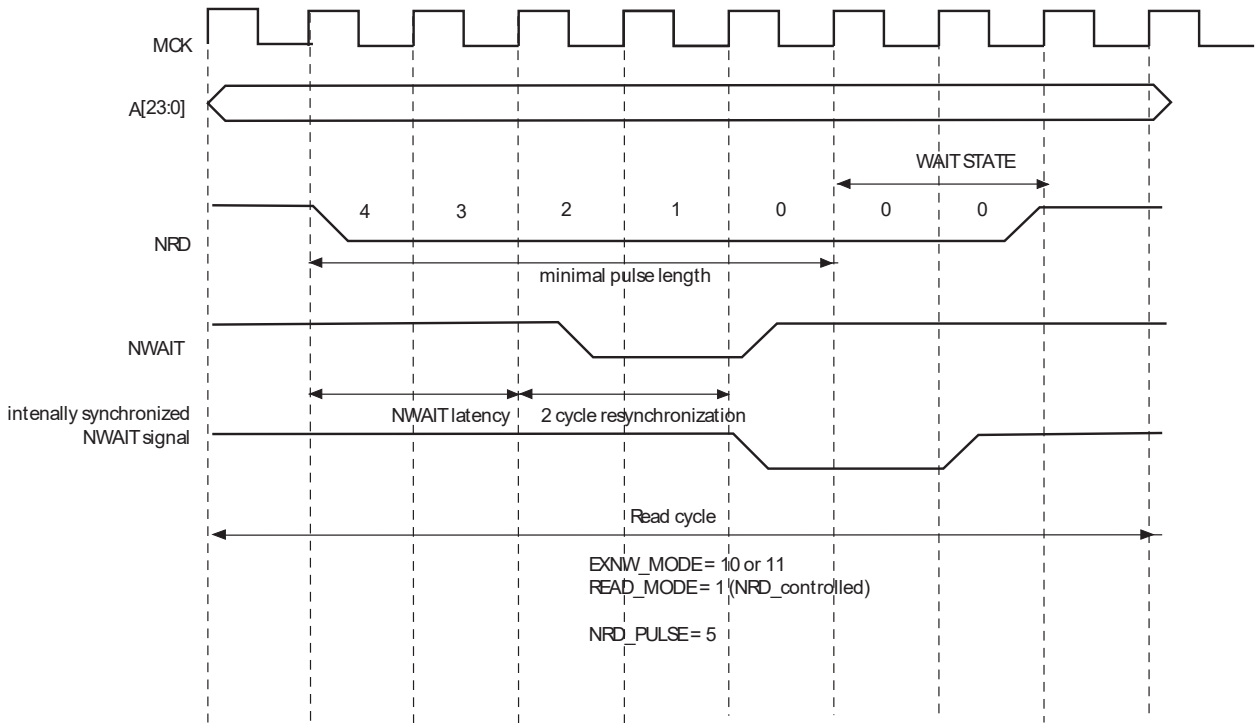 MCK
A[23:0]
WAIT STATE
4 3 2 1 0 0 0
NRD
minimal pulse length
NWAIT
intenally synchronized
NWAIT signal
NWAIT latency 2 cycle resynchronization
Read cycle
EXNW_MODE = 10 or 11
READ_MODE = 1 (NRD_controlled)
NRD_PULSE = 5